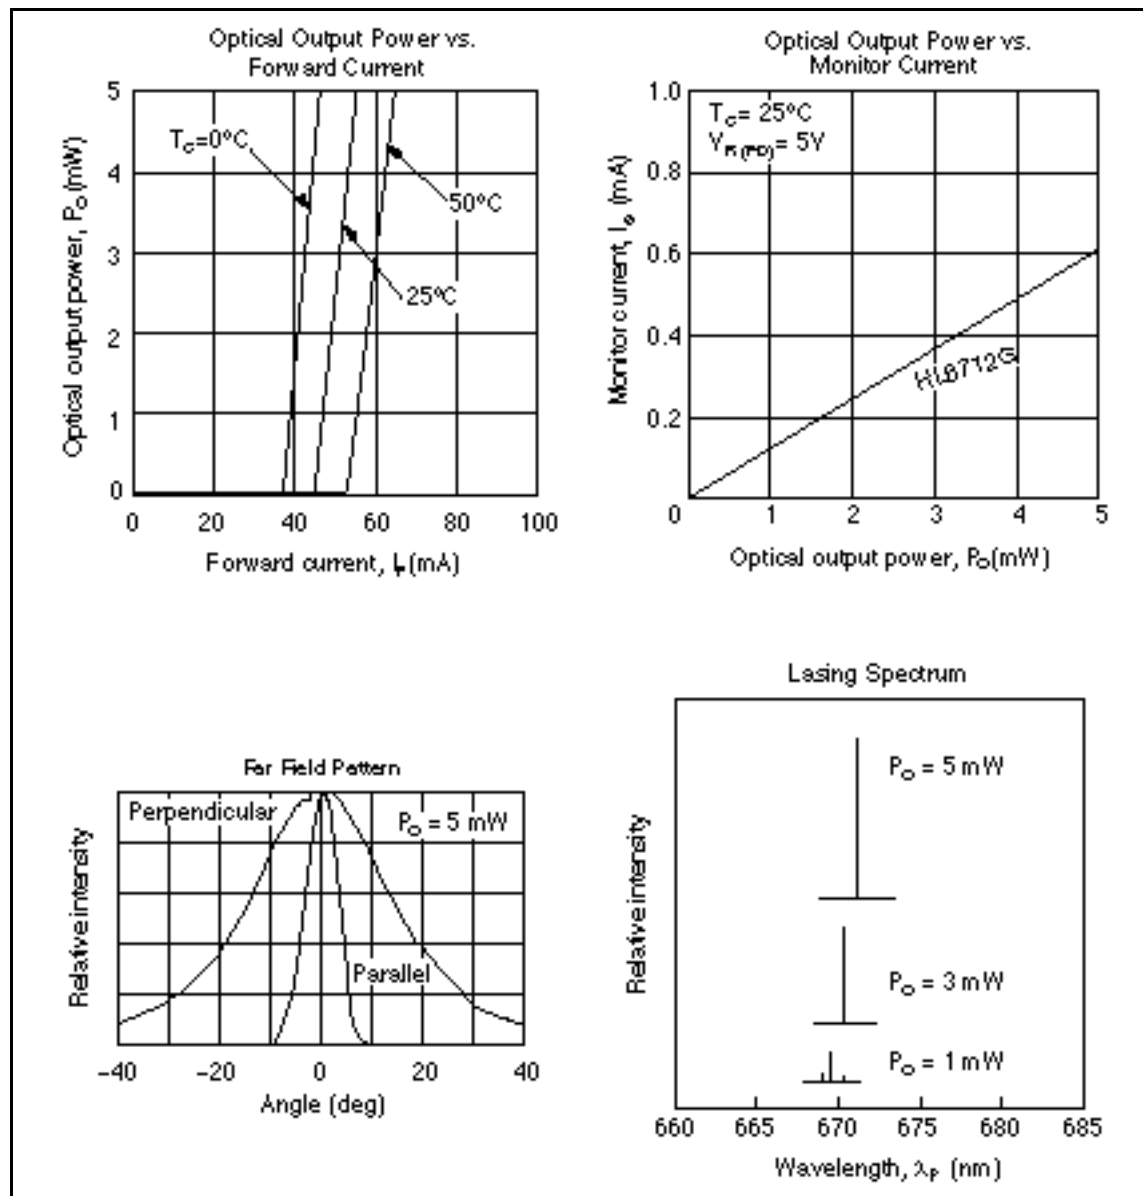 Optical Output Power vs.
Forward Current
5
4
3
2
1
0
Optical output power, Po (mW)
TC=0°C
50°C
25°C
0 20 40 60 80 100
Forward current, IF (mA)
Optical Output Power vs.
Monitor Current
1.0
0.8
0.6
0.4
0.2
0
Monitor current, Is (mA)
TC= 25°C
VR(PD)= 5V
HL6712G
1 2 3 4 5
Optical output power, Po(mW)
Far Field Pattern
Relative intensity
Perpendicular
Po = 5 mW
Parallel
-40 -20 0 20 40
Angle (deg)
Lasing Spectrum
Relative intensity
Po = 5 mW
Po = 3 mW
Po = 1 mW
660 665 670 675 680 685
Wavelength, λP (nm)